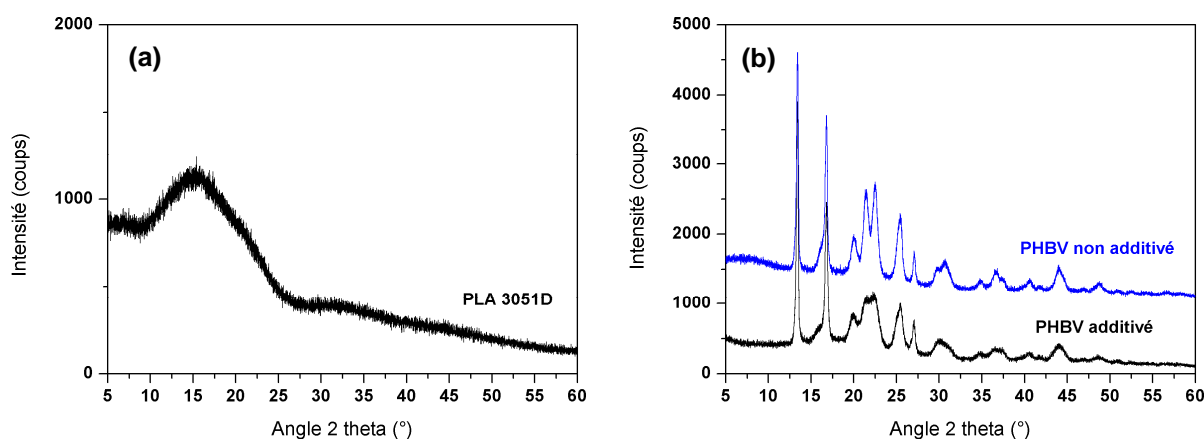 (a)
2000
1000
0
Intensité (coups)
PLA 3051D
5 10 15 20 25 30 35 40 45 50 55 60
Angle 2 theta (°)
(b)
5000
4000
3000
2000
1000
0
Intensité (coups)
PHBV non additivé
PHBV additivé
5 10 15 20 25 30 35 40 45 50 55 60
Angle 2 theta (°)